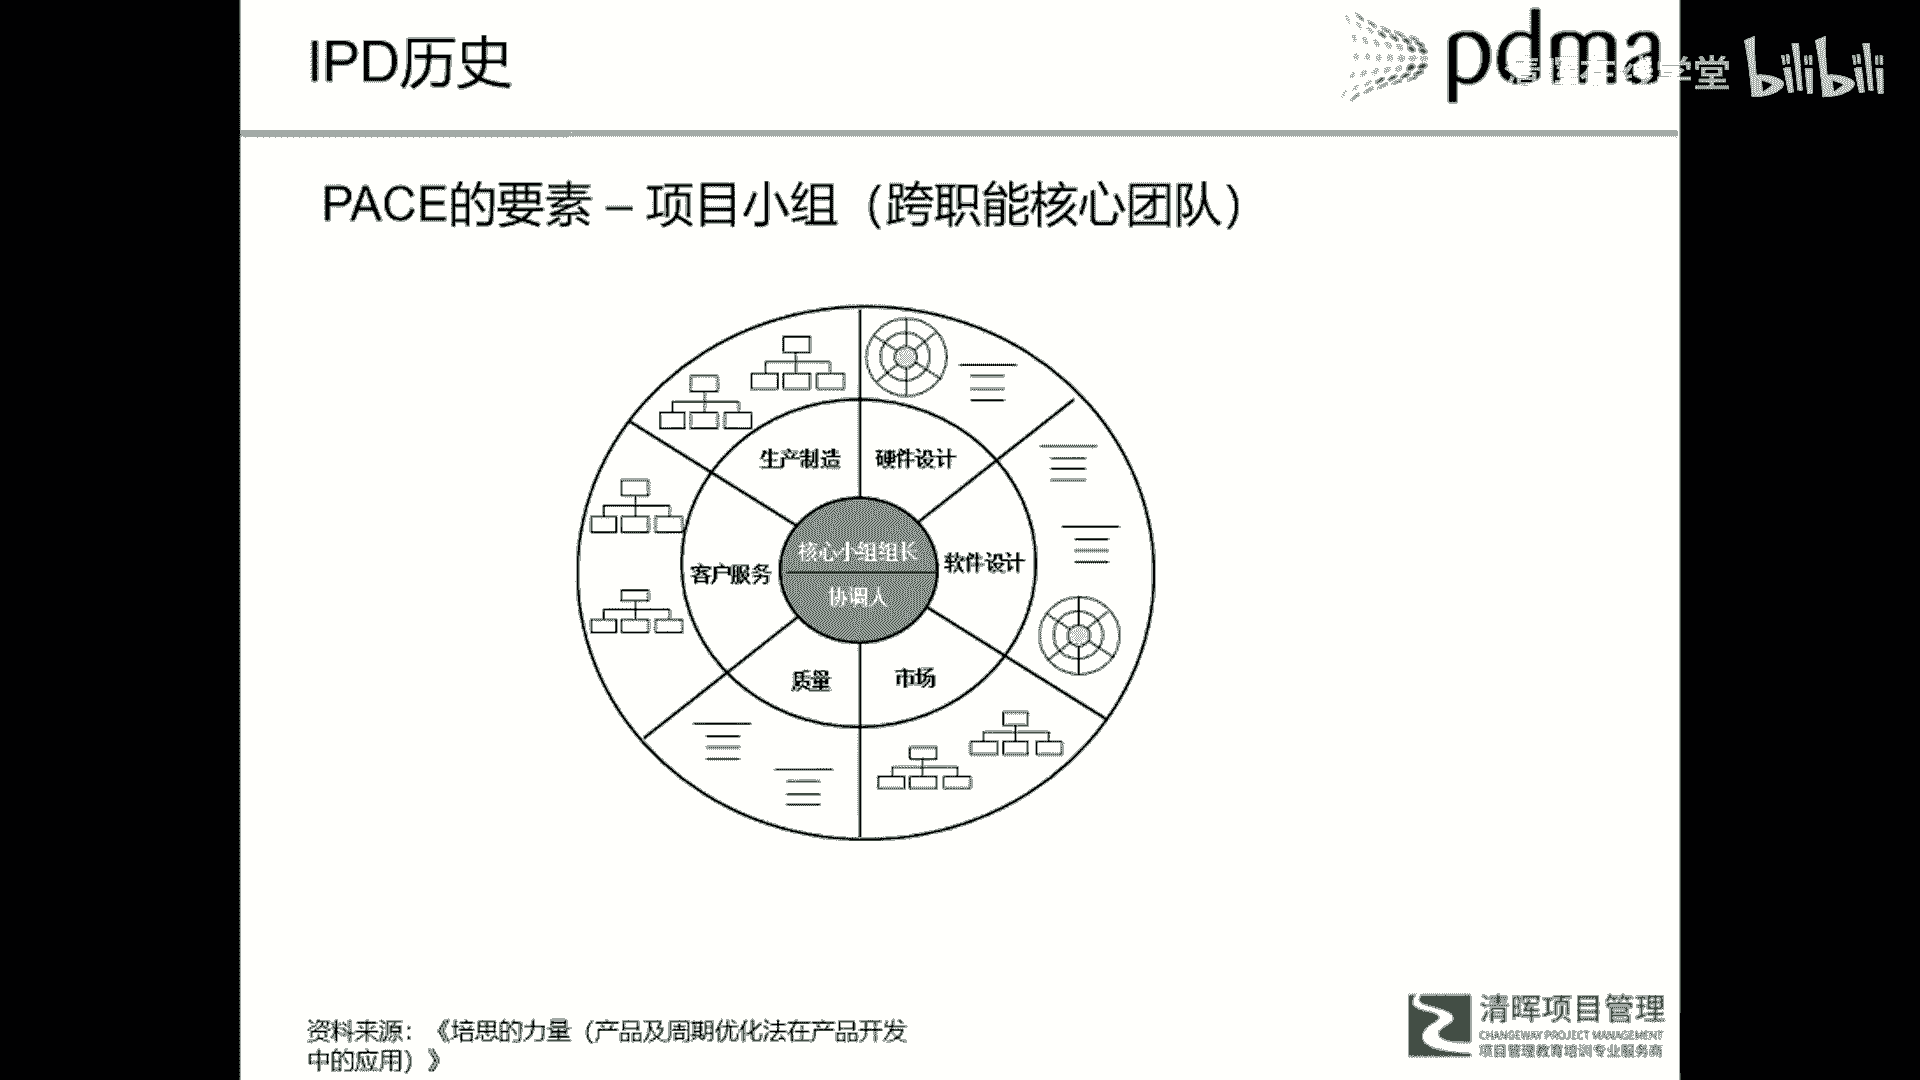 IPD历史
pdma
学堂 bilibili
PACE的要素 – 项目小组（跨职能核心团队）
生产制造
硬件设计
核心小组组长
客户服务
软件设计
协调人
质量
市场
资料来源：《培思的力量（产品及周期优化法在产品开发
中的应用）》
清晖项目管理
CHANGEWAY PROJECT MANAGEMENT
项目管理教育培训专业服务商